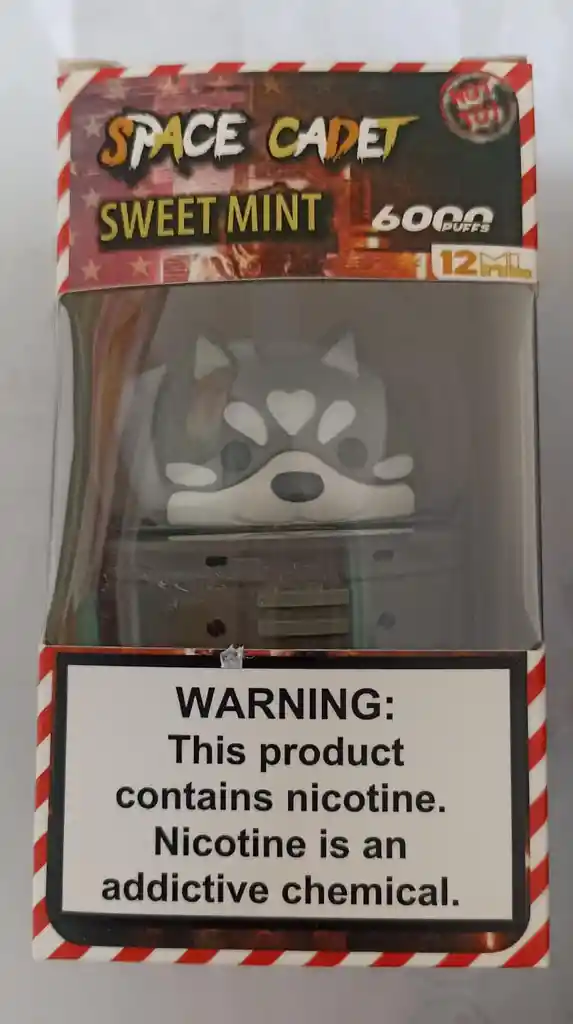 SPACE CADET
SWEET MINT
6000
PUFFS
12ML
WARNING:
This product
contains nicotine.
Nicotine is an
addictive chemical.